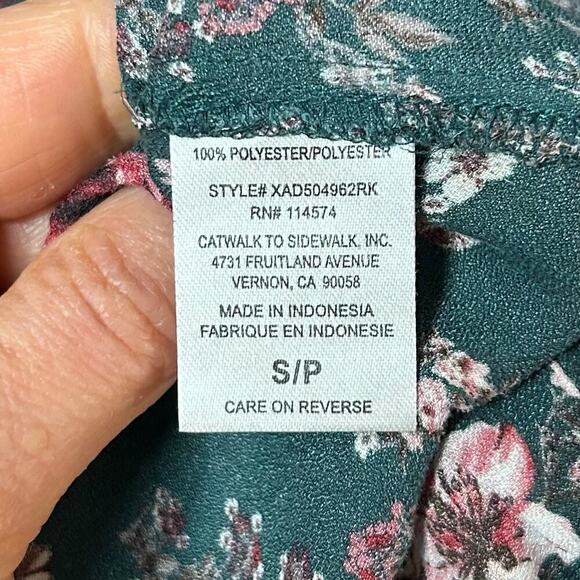 100% POLYESTER/POLYESTER
STYLE# XAD504962RK
RN# 114574
CATWALK TO SIDEWALK, INC.
4731 FRUITLAND AVENUE
VERNON, CA 90058
MADE IN INDONESIA
FABRIQUE EN INDONESIE
S/P
CARE ON REVERSE